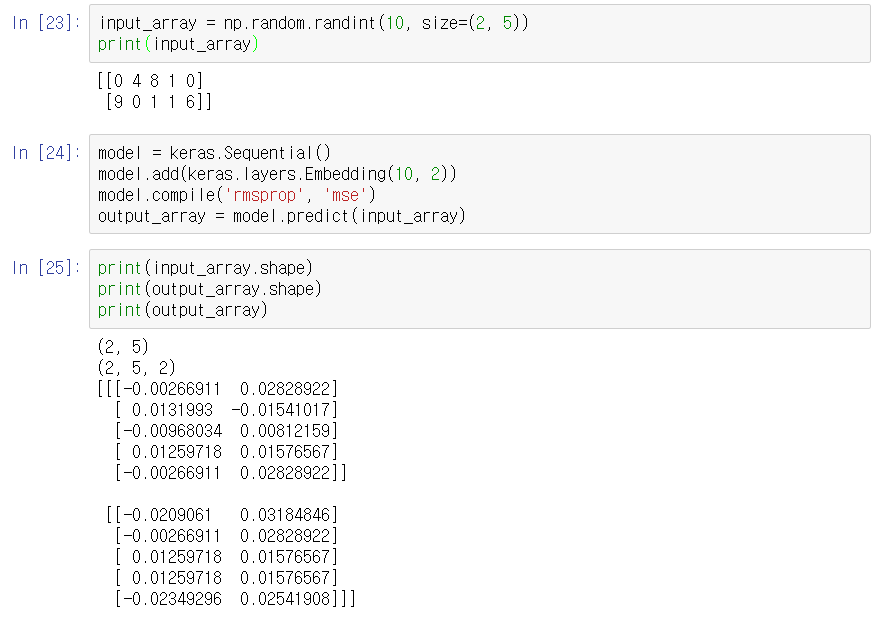 In [23]: input_array = np.random.randint(10, size=(2, 5))
print(input_array)
[[0 4 8 1 0]
[9 0 1 1 6]]
In [24]: model = keras.Sequential()
model.add(keras.layers.Embedding(10, 2))
model.compile('rmsprop', 'mse')
output_array = model.predict(input_array)
In [25]: print(input_array.shape)
print(output_array.shape)
print(output_array)
(2, 5)
(2, 5, 2)
[[[-0.00266911  0.02828922]
[ 0.0131993  -0.01541017]
[-0.00968034  0.00812159]
[ 0.01259718  0.01576567]
[-0.00266911  0.02828922]]
[[-0.0209061   0.03184846]
[-0.00266911  0.02828922]
[ 0.01259718  0.01576567]
[ 0.01259718  0.01576567]
[-0.02349296  0.02541908]]]